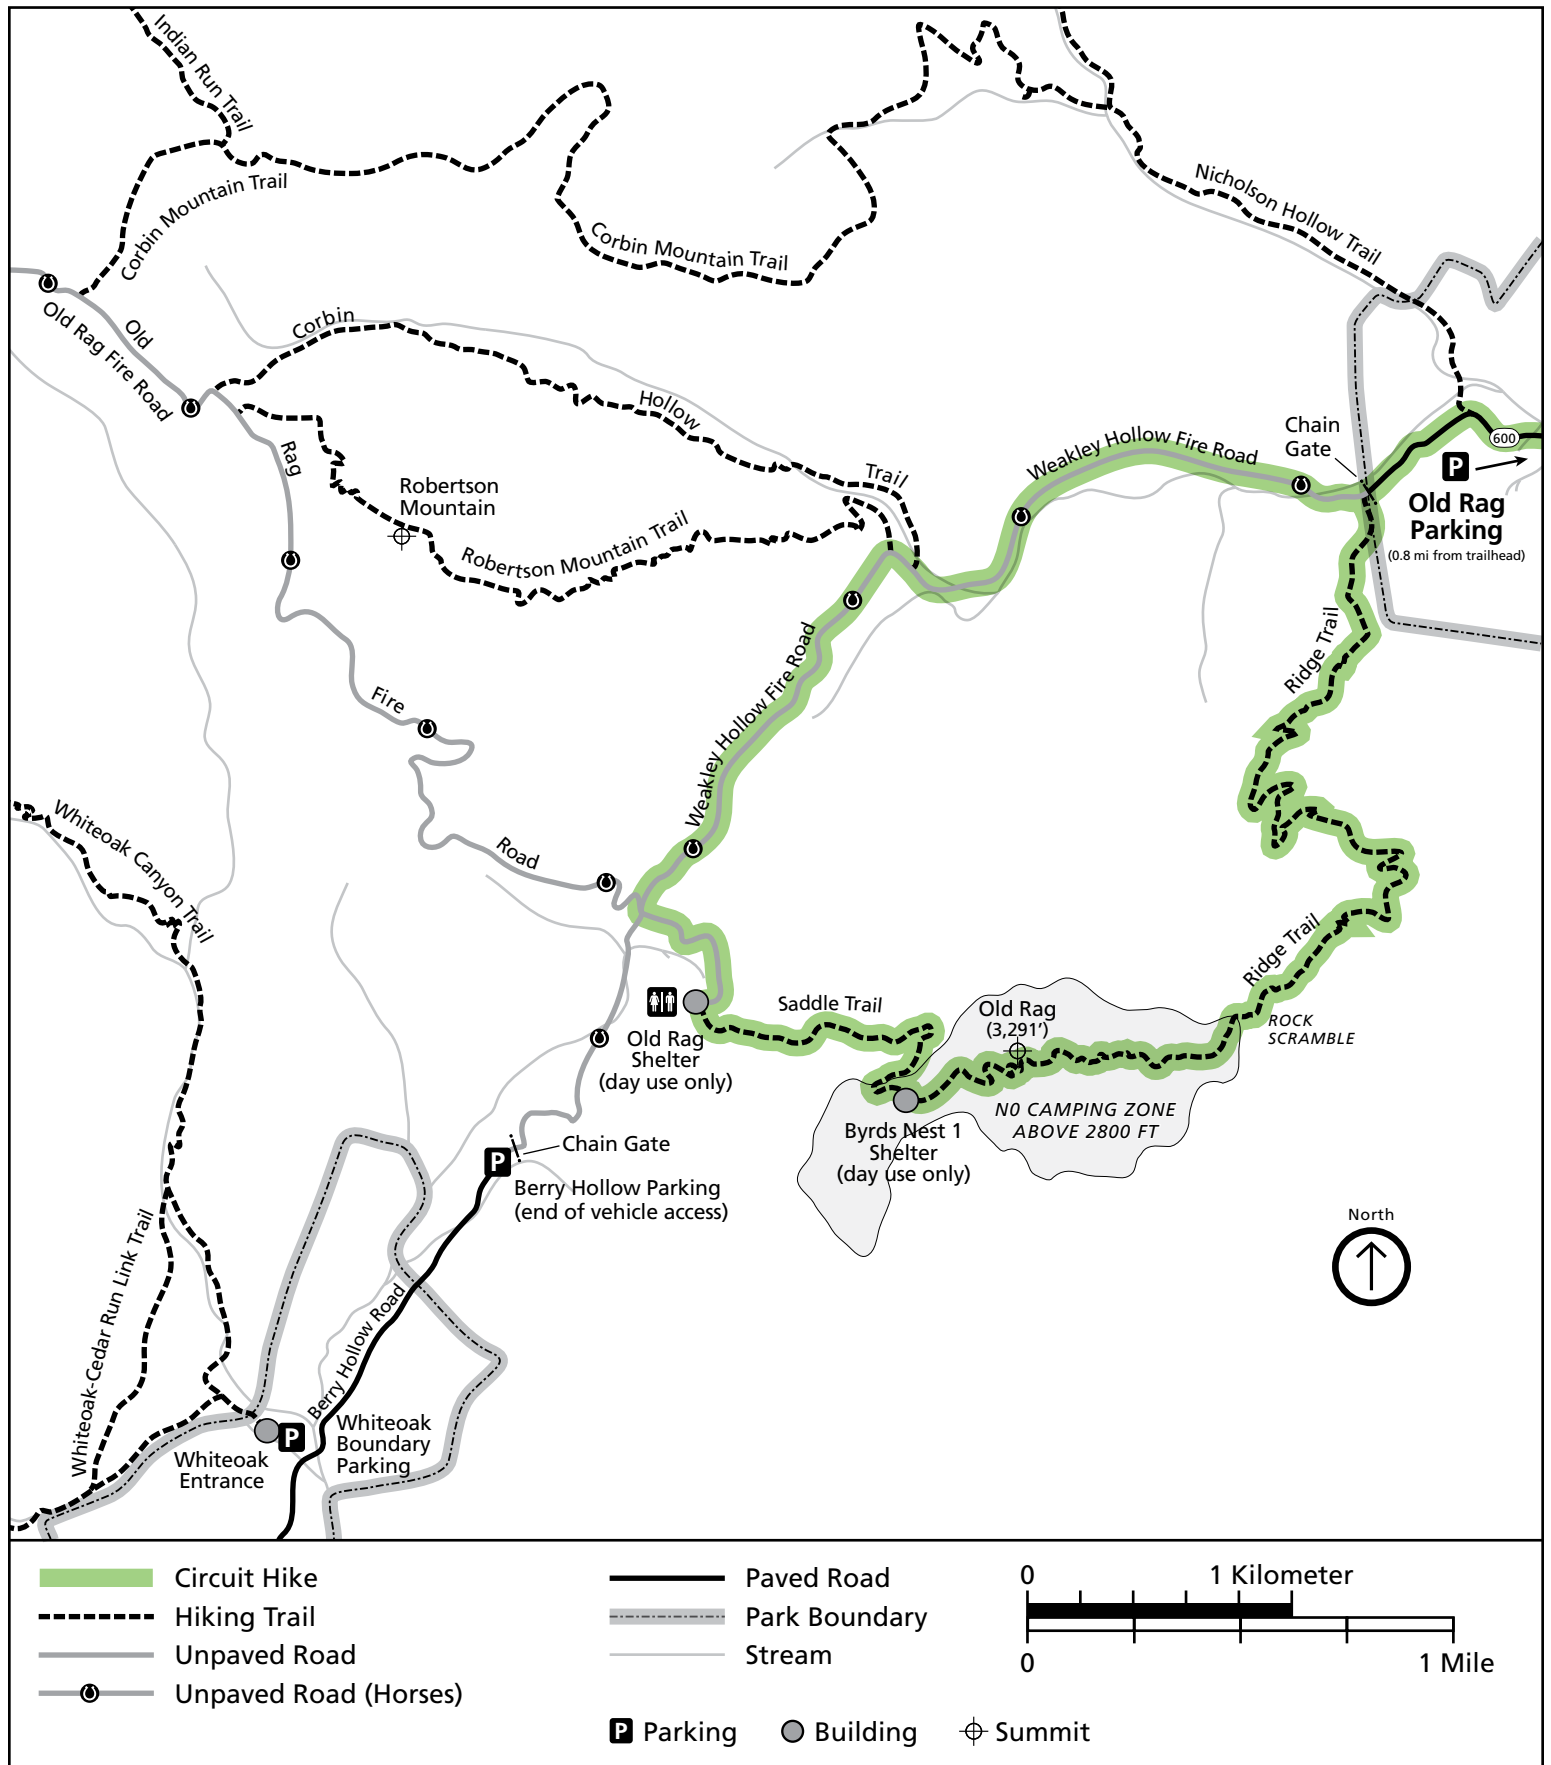 Indian Run Trail
Corbin Mountain Trail
Corbin Mountain Trail
Nicholson Hollow Trail
Old Rag Fire Road
Old
Rag
Fire
Road
Corbin
Hollow
Trail
Robertson
Mountain
Robertson Mountain Trail
Weakley Hollow Fire Road
Chain
Gate
600
P
Old Rag
Parking
(0.8 mi from trailhead)
Ridge Trail
Weakley Hollow Fire Road
Whiteoak Canyon Trail
Ridge Trail
ROCK
SCRAMBLE
Saddle Trail
Old Rag
(3,291')
Old Rag
Shelter
(day use only)
N0 CAMPING ZONE
ABOVE 2800 FT
Byrds Nest 1
Shelter
(day use only)
Chain Gate
P
Berry Hollow Parking
(end of vehicle access)
North
Whiteoak-Cedar Run Link Trail
Berry Hollow Road
P
Whiteoak
Boundary
Parking
Whiteoak
Entrance
Circuit Hike
Hiking Trail
Unpaved Road
Unpaved Road (Horses)
Paved Road
Park Boundary
Stream
0 1 Kilometer
0 1 Mile
P Parking
Building
Summit